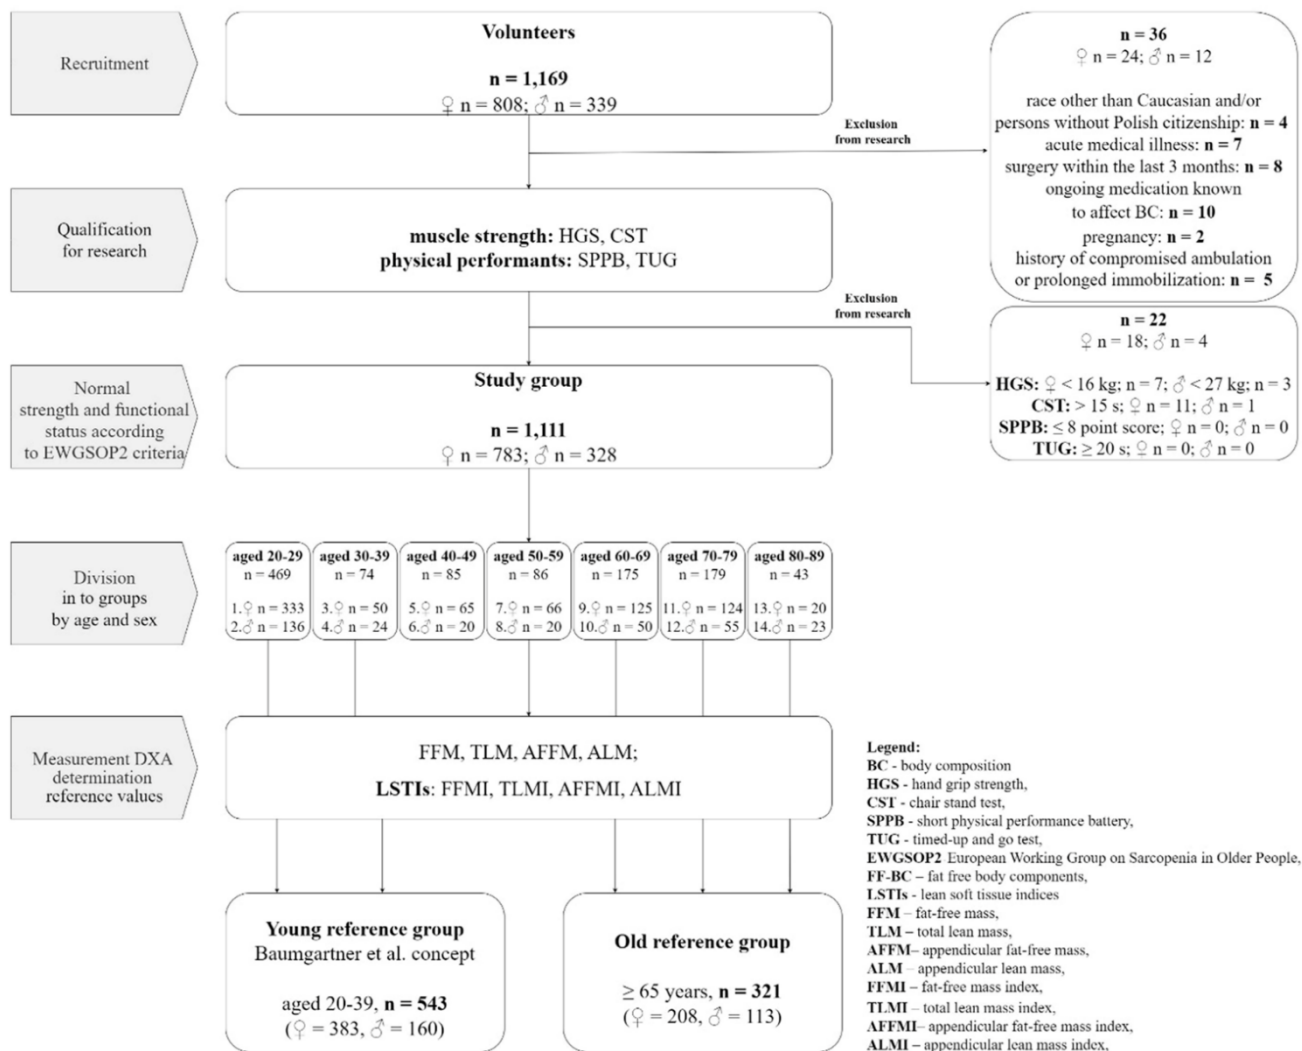 Recruitment
Volunteers
n = 1,169
♀ n = 808; ♂ n = 339
Exclusion
from research
n = 36
♀ n = 24; ♂ n = 12
race other than Caucasian and/or
persons without Polish citizenship: n = 4
acute medical illness: n = 7
surgery within the last 3 months: n = 8
ongoing medication known
to affect BC: n = 10
pregnancy: n = 2
history of compromised ambulation
or prolonged immobilization: n = 5
Qualification
for research
muscle strength: HGS, CST
physical performants: SPPB, TUG
Exclusion
from research
n = 22
♀ n = 18; ♂ n = 4
HGS: ♀ < 16 kg; n = 7; ♂ < 27 kg; n = 3
CST: > 15 s; ♀ n = 11; ♂ n = 1
SPPB: ≤ 8 point score; ♀ n = 0; ♂ n = 0
TUG: ≥ 20 s; ♀ n = 0; ♂ n = 0
Normal
strength and functional
status according
to EWGSOP2 criteria
Study group
n = 1,111
♀ n = 783; ♂ n = 328
Division
in to groups
by age and sex
aged 20-29
n = 469
1.♀ n = 333
2.♂ n = 136
aged 30-39
n = 74
3.♀ n = 50
4.♂ n = 24
aged 40-49
n = 85
5.♀ n = 65
6.♂ n = 20
aged 50-59
n = 86
7.♀ n = 66
8.♂ n = 20
aged 60-69
n = 175
9.♀ n = 125
10.♂ n = 50
aged 70-79
n = 179
11.♀ n = 124
12.♂ n = 55
aged 80-89
n = 43
13.♀ n = 20
14.♂ n = 23
Measurement DXA
determination
reference values
FFM, TLM, AFFM, ALM;
LSTIs: FFMI, TLMI, AFFMI, ALMI
Young reference group
Baumgartner et al. concept
aged 20-39, n = 543
(♀ = 383, ♂ = 160)
Old reference group
≥ 65 years, n = 321
(♀ = 208, ♂ = 113)
Legend:
BC - body composition
HGS - hand grip strength,
CST - chair stand test,
SPPB - short physical performance battery,
TUG - timed-up and go test,
EWGSOP2 European Working Group on Sarcopenia in Older People,
FF-BC – fat free body components,
LSTIs - lean soft tissue indices
FFM – fat-free mass,
TLM – total lean mass,
AFFM– appendicular fat-free mass,
ALM – appendicular lean mass,
FFMI – fat-free mass index,
TLMI – total lean mass index,
AFFMI– appendicular fat-free mass index,
ALMI – appendicular lean mass index,